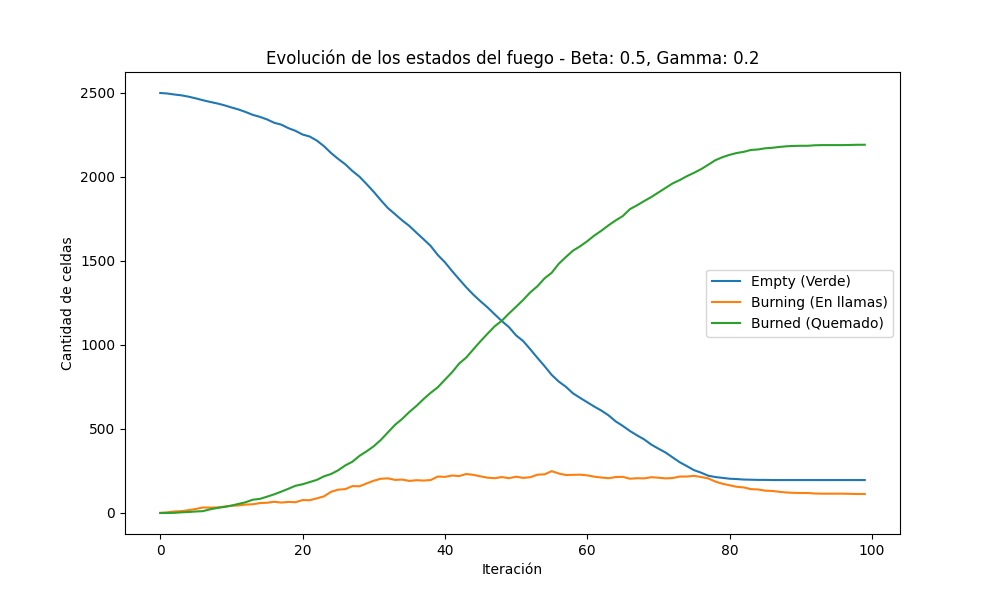 Evolución de los estados del fuego - Beta: 0.5, Gamma: 0.2
2500
2000
1500
1000
500
0
Cantidad de celdas
Empty (Verde)
Burning (En llamas)
Burned (Quemado)
0 20 40 60 80 100
Iteración